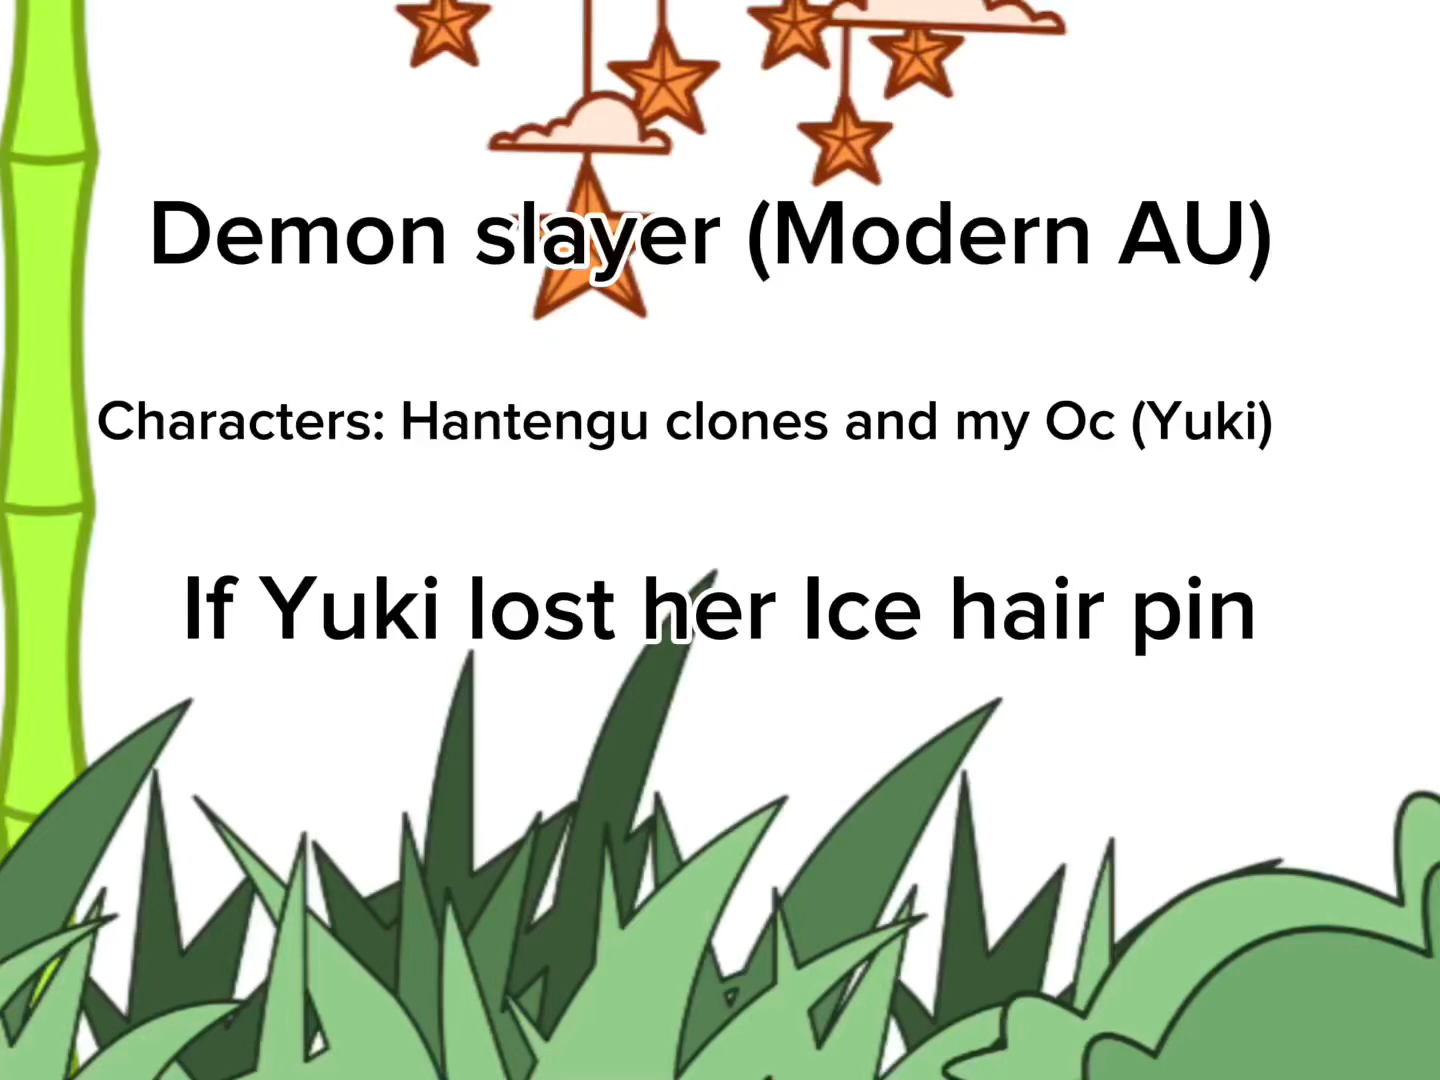 Demon slayer (Modern AU)
Characters: Hantengu clones and my Oc (Yuki)
If Yuki lost her Ice hair pin